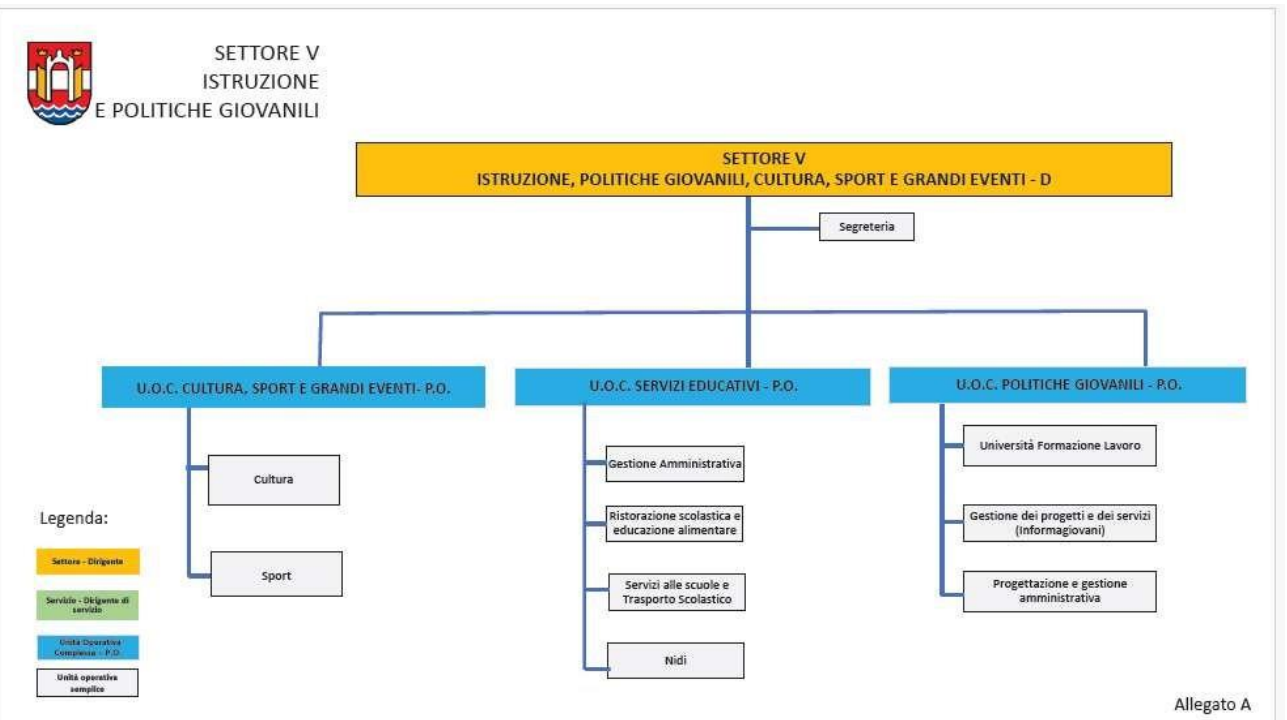 SETTORE V
ISTRUZIONE
E POLITICHE GIOVANILI
SETTORE V
ISTRUZIONE, POLITICHE GIOVANILI, CULTURA, SPORT E GRANDI EVENTI - D
Segreteria
U.O.C. CULTURA, SPORT E GRANDI EVENTI- P.O.
Cultura
Sport
U.O.C. SERVIZI EDUCATIVI - P.O.
Gestione Amministrativa
Ristorazione scolastica e
educazione alimentare
Servizi alle scuole e
Trasporto Scolastico
Nidi
U.O.C. POLITICHE GIOVANILI - P.O.
Università Formazione Lavoro
Gestione dei progetti e dei servizi
(Informagiovani)
Progettazione e gestione
amministrativa
Legenda:
Settore - Dirigente
Servizio - Dirigente di
servizio
Unità Operativa
Complessa - P.O.
Unità operativa
semplice
Allegato A